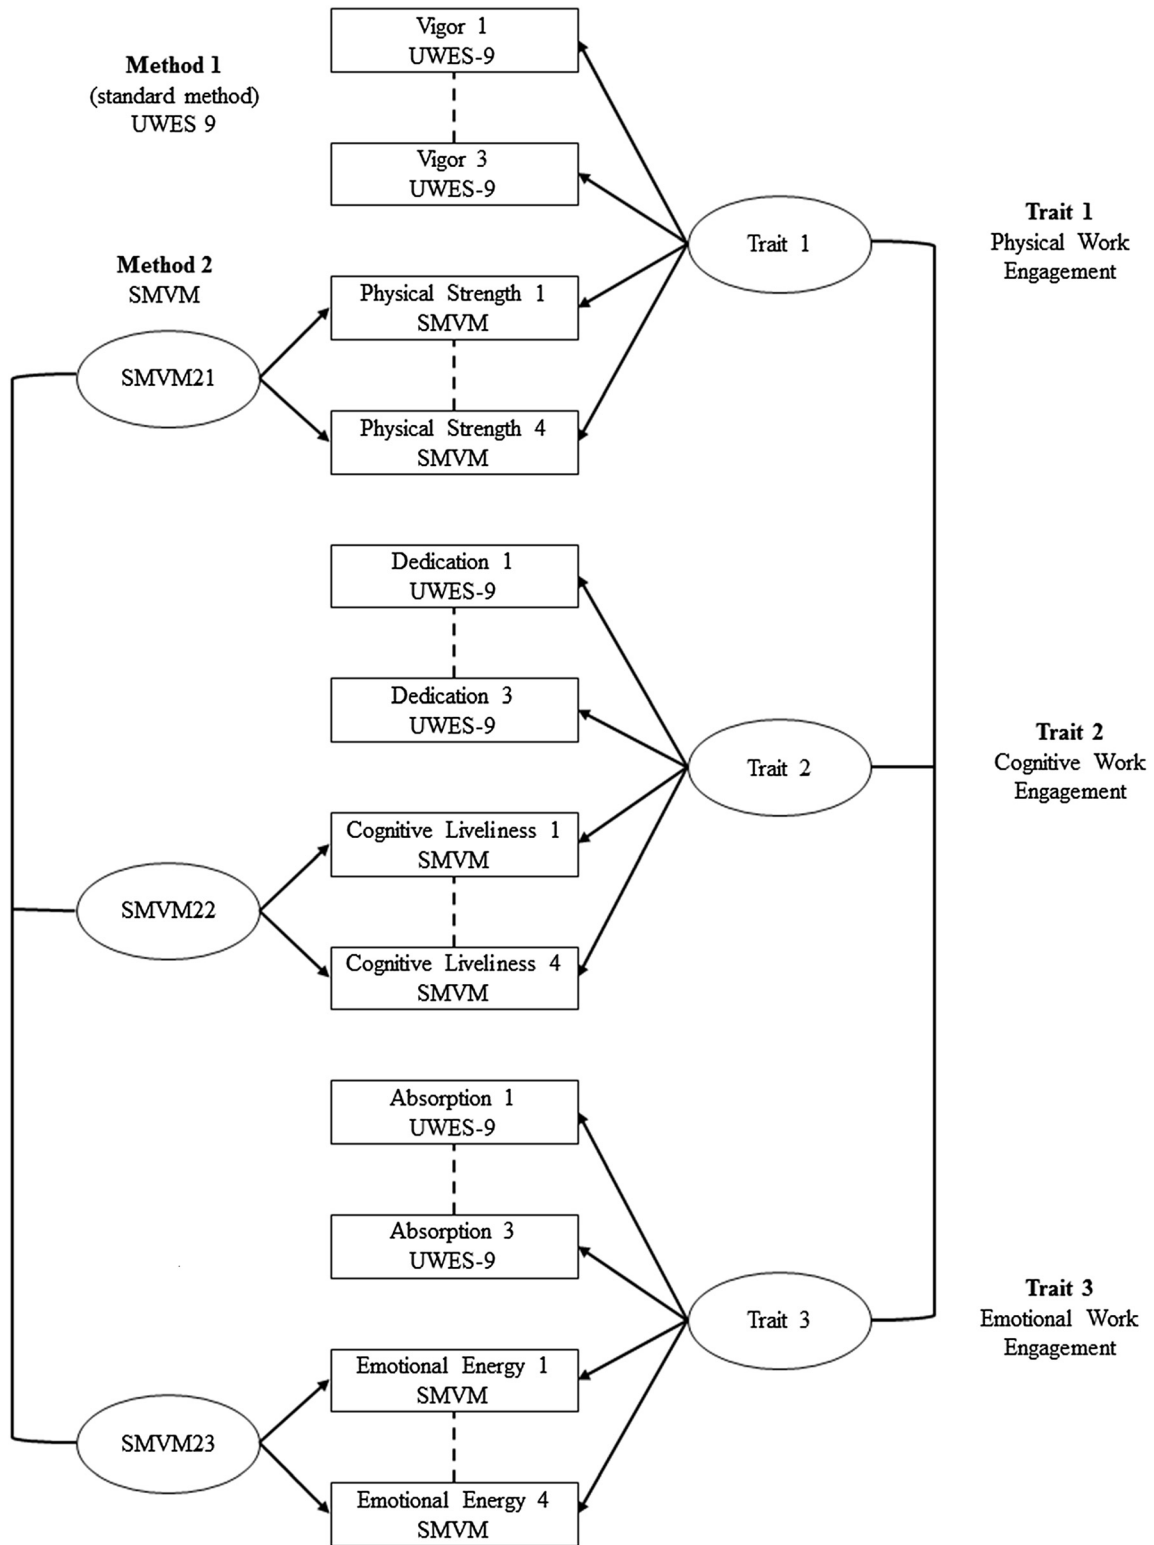 Vigor 1
UWES-9
Method 1
(standard method)
UWES 9
Vigor 3
UWES-9
Trait 1
Trait 1
Physical Work
Engagement
Method 2
SMVM
Physical Strength 1
SMVM
SMVM21
Physical Strength 4
SMVM
Dedication 1
UWES-9
Dedication 3
UWES-9
Trait 2
Trait 2
Cognitive Work
Engagement
Cognitive Liveliness 1
SMVM
SMVM22
Cognitive Liveliness 4
SMVM
Absorption 1
UWES-9
Absorption 3
UWES-9
Trait 3
Trait 3
Emotional Work
Engagement
Emotional Energy 1
SMVM
SMVM23
Emotional Energy 4
SMVM